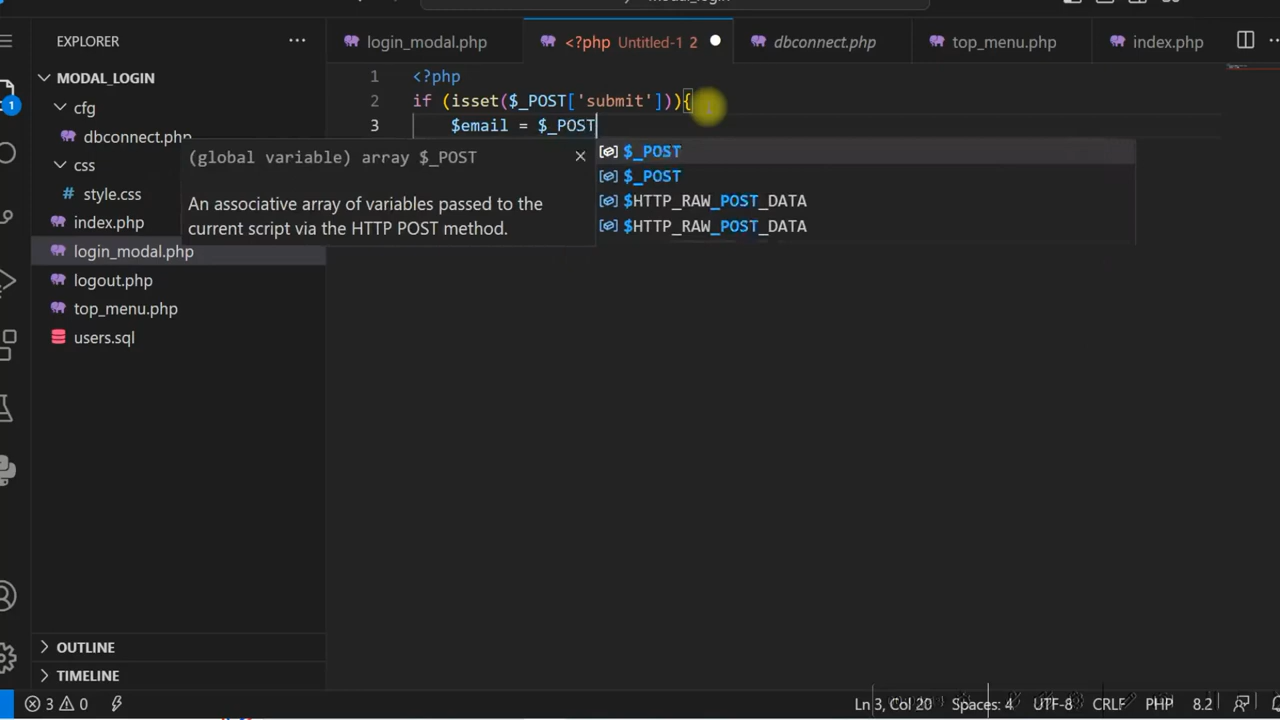 modal_login
EXPLORER
login_modal.php
<?php Untitled-1 2
dbconnect.php
top_menu.php
index.php
MODAL_LOGIN
cfg
dbconnect.php
css
style.css
index.php
login_modal.php
logout.php
top_menu.php
users.sql
OUTLINE
TIMELINE
1
1 <?php
2 if (isset($_POST['submit'])){
3 $email = $_POST
(global variable) array $_POST
An associative array of variables passed to the
current script via the HTTP POST method.
$_POST
$_POST
$HTTP_RAW_POST_DATA
$HTTP_RAW_POST_DATA
3 0
Ln 3, Col 20 Spaces: 4 UTF-8 CRLF PHP 8.2